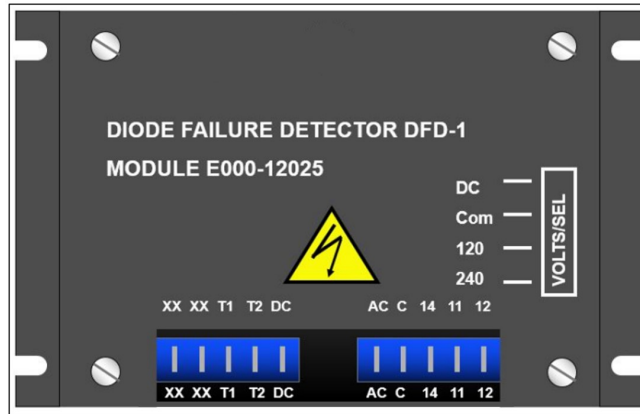 DIODE FAILURE DETECTOR DFD-1
MODULE E000-12025
DC
Com
120
240
VOLTS/SEL
XX XX T1 T2 DC
AC C 14 11 12
XX XX T1 T2 DC
AC C 14 11 12